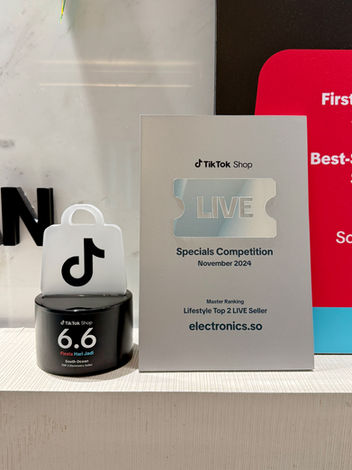 First
Best-S
So
N
TikTok Shop
LIVE
Specials Competition
November 2024
Master Ranking
Lifestyle Top 2 LIVE Seller
electronics.so
TikTok Shop
6.6
Fiesta Hari Jadi
South Ocean